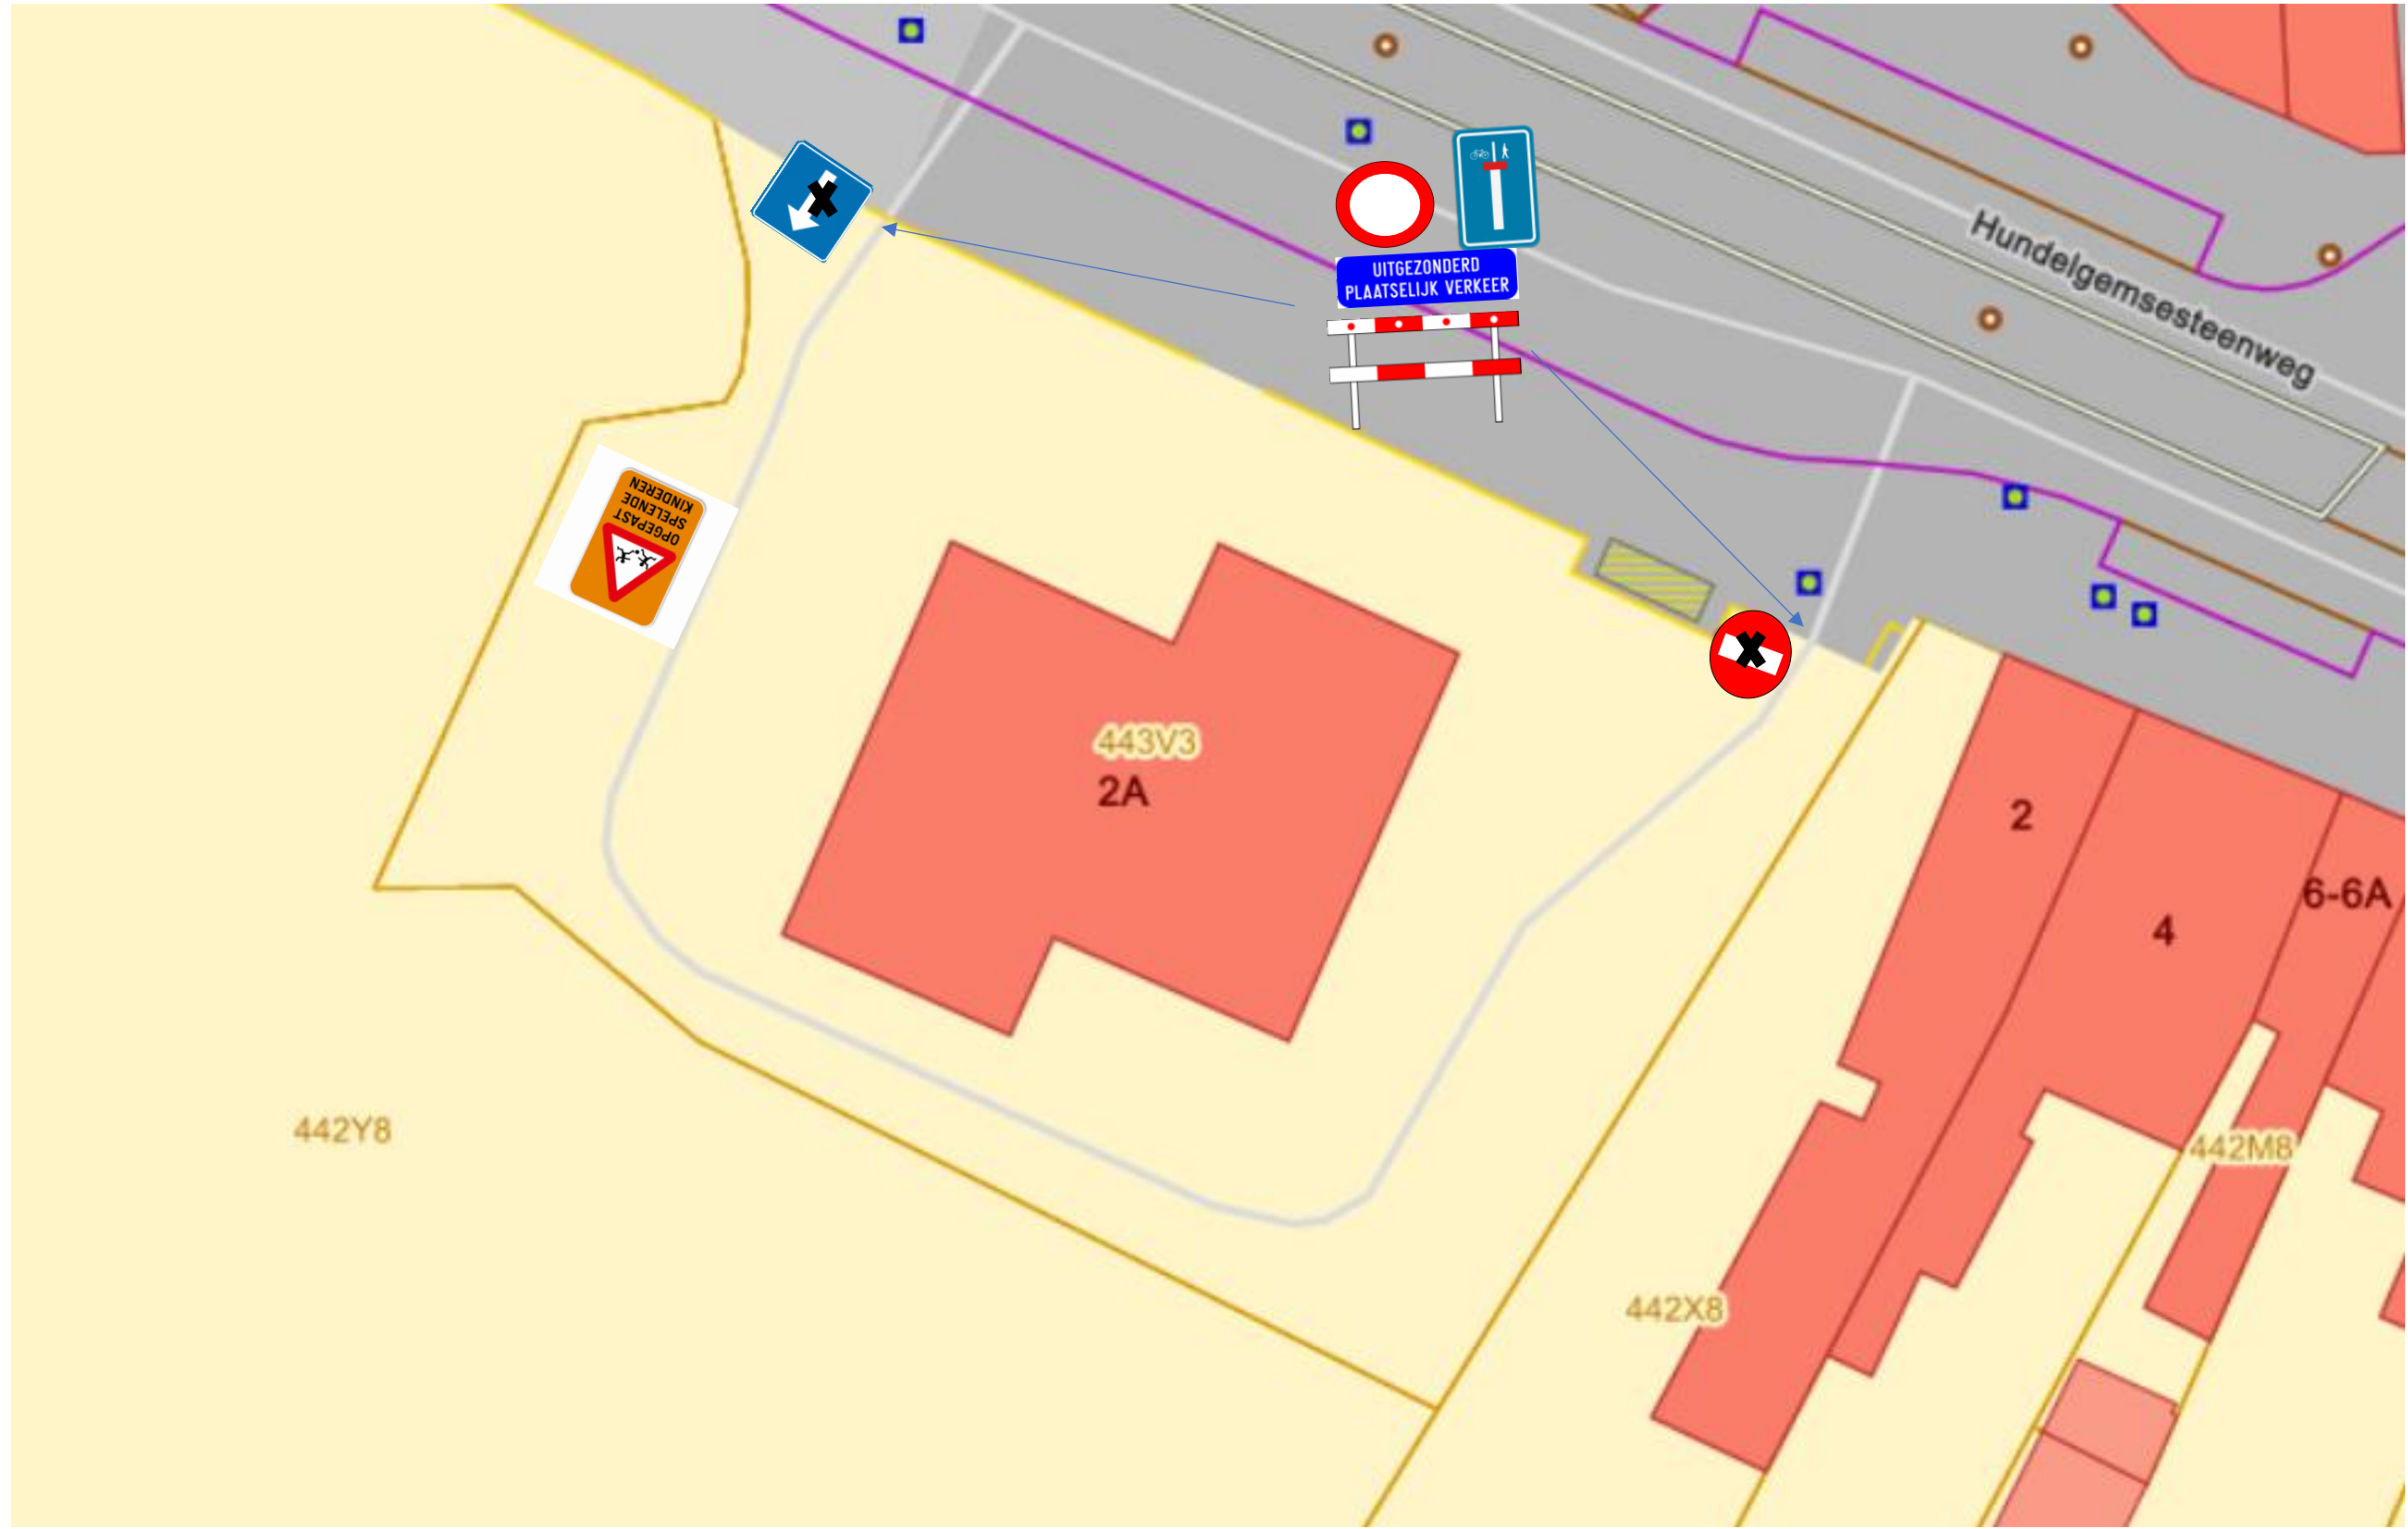 Hundelgemsesteenweg
UITGEZONDERD
PLAATSELIJK VERKEER
OPGEPAST
SPELENDE
KINDEREN
443V3
2A
2
4
6-6A
442Y8
442M8
442X8